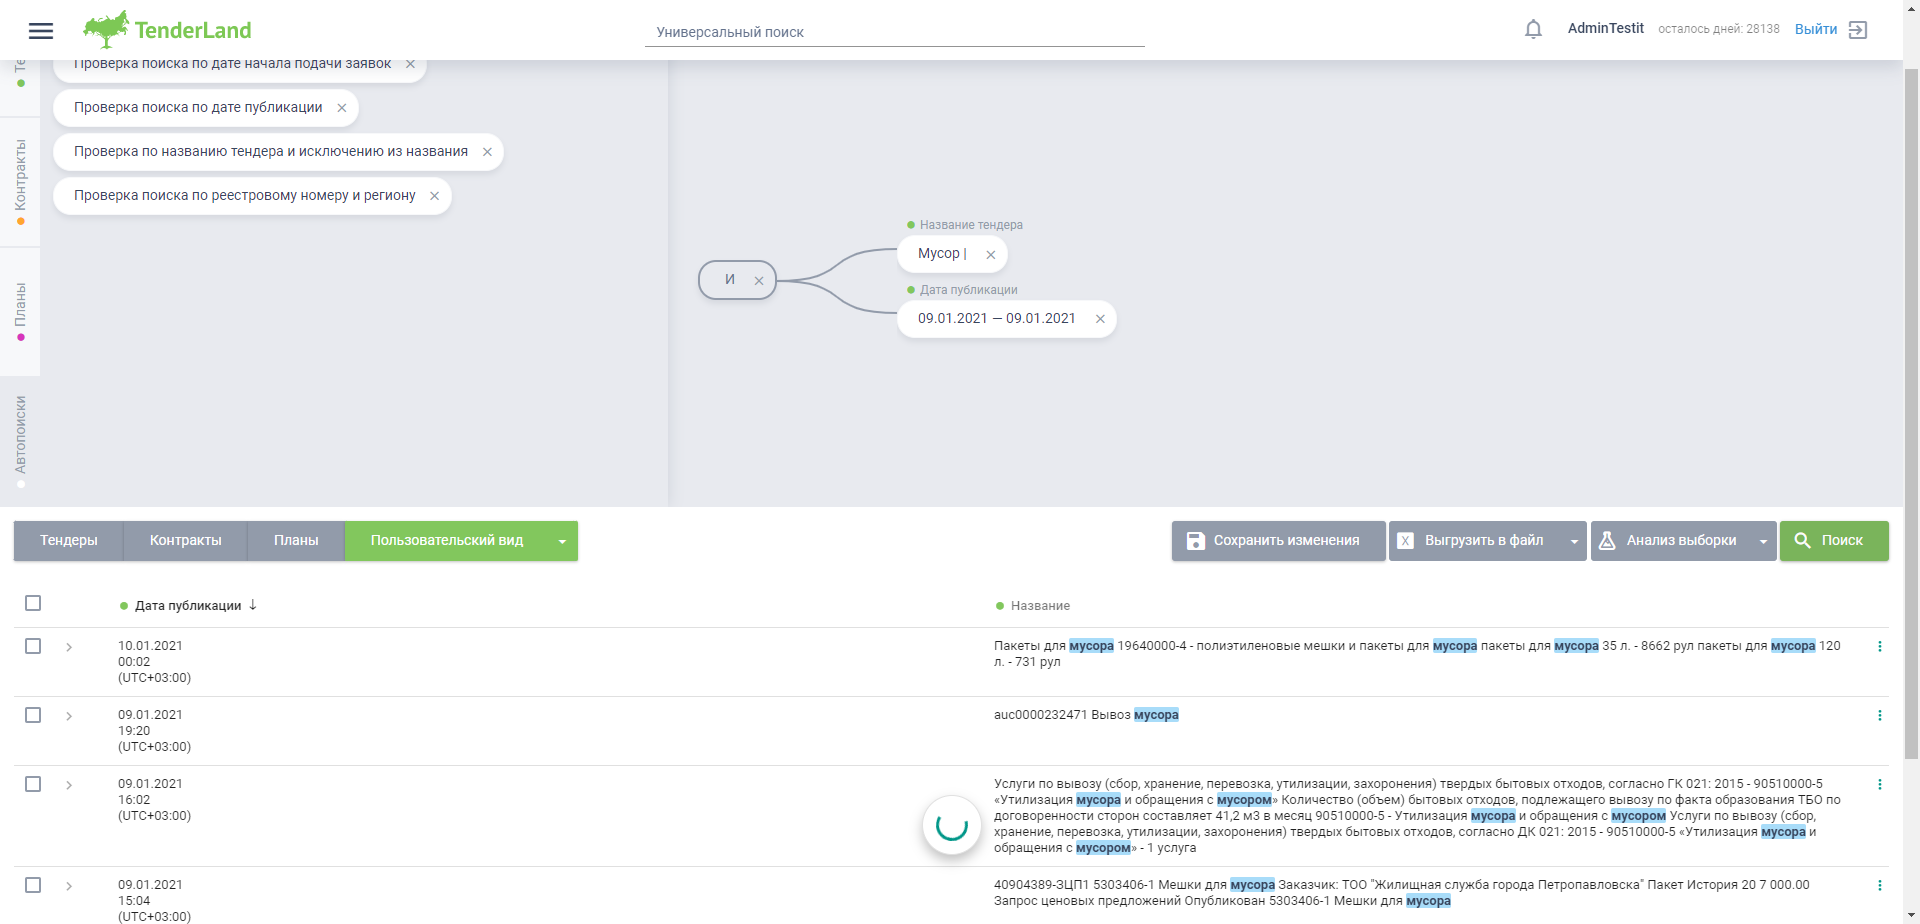 TenderLand
Универсальный поиск
AdminTestit
осталось дней: 28138
Выйти
Те
Контракты
Планы
Автопоиски
Проверка поиска по дате начала подачи заявок
Проверка поиска по дате публикации
Проверка по названию тендера и исключению из названия
Проверка поиска по реестровому номеру и региону
И
Название тендера
Мусор |
Дата публикации
09.01.2021 — 09.01.2021
Тендеры
Контракты
Планы
Пользовательский вид
Сохранить изменения
Выгрузить в файл
Анализ выборки
Поиск
Дата публикации ↓
Название
10.01.2021
00:02
(UTC+03:00)
Пакеты для мусора 19640000-4 - полиэтиленовые мешки и пакеты для мусора пакеты для мусора 35 л. - 8662 рул пакеты для мусора 120
л. - 731 рул
09.01.2021
19:20
(UTC+03:00)
auc0000232471 Вывоз мусора
09.01.2021
16:02
(UTC+03:00)
Услуги по вывозу (сбор, хранение, перевозка, утилизации, захоронения) твердых бытовых отходов, согласно ГК 021: 2015 - 90510000-5
«Утилизация мусора и обращения с мусором» Количество (объем) бытовых отходов, подлежащего вывозу по факта образования ТБО по
договоренности сторон составляет 41,2 м3 в месяц 90510000-5 - Утилизация мусора и обращения с мусором Услуги по вывозу (сбор,
хранение, перевозка, утилизации, захоронения) твердых бытовых отходов, согласно ДК 021: 2015 - 90510000-5 «Утилизация мусора и
обращения с мусором» - 1 услуга
09.01.2021
15:04
(UTC+03:00)
40904389-ЗЦП1 5303406-1 Мешки для мусора Заказчик: ТОО "Жилищная служба города Петропавловска" Пакет История 20 7 000.00
Запрос ценовых предложений Опубликован 5303406-1 Мешки для мусора